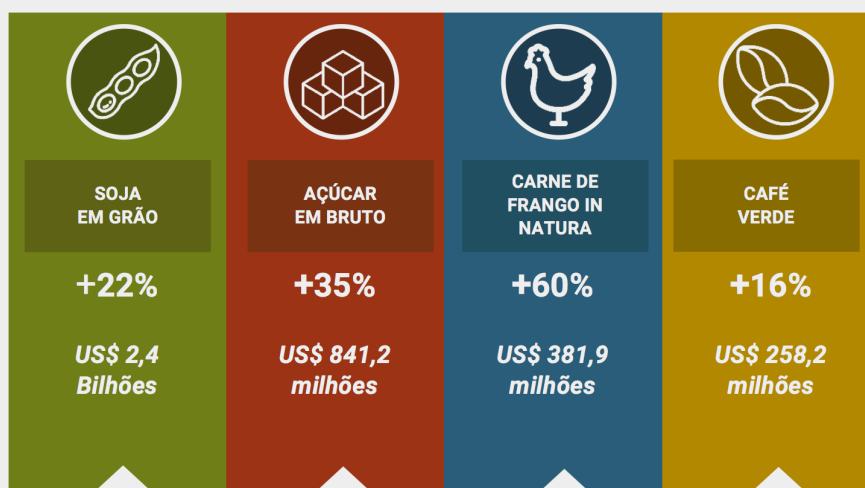 SOJA
EM GRÃO
+22%
US$ 2,4
Bilhões
AÇÚCAR
EM BRUTO
+35%
US$ 841,2
milhões
CARNE DE
FRANGO IN
NATURA
+60%
US$ 381,9
milhões
CAFÉ
VERDE
+16%
US$ 258,2
milhões